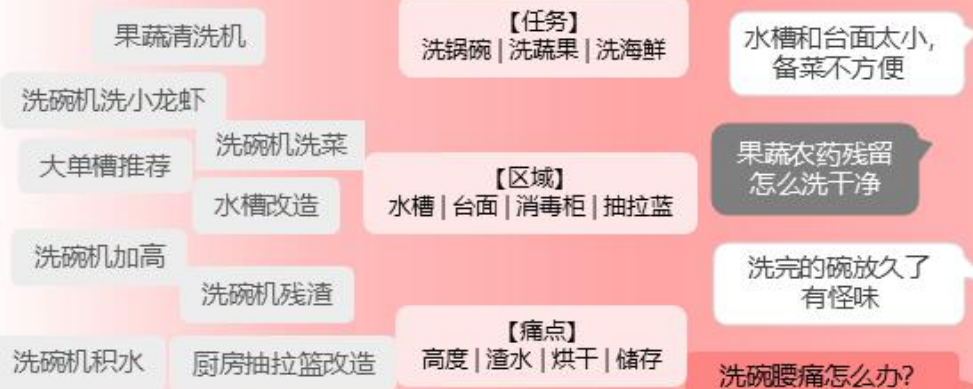 果蔬清洗机
洗碗机洗小龙虾
洗碗机洗菜
大单槽推荐
水槽改造
洗碗机加高
洗碗机残渣
洗碗机积水
厨房抽拉篮改造
【任务】
洗锅碗 | 洗蔬果 | 洗海鲜
【区域】
水槽 | 台面 | 消毒柜 | 抽拉蓝
【痛点】
高度 | 渣水 | 烘干 | 储存
水槽和台面太小,
备菜不方便
果蔬农药残留
怎么洗干净
洗完的碗放久了
有怪味
洗碗腰痛怎么办?